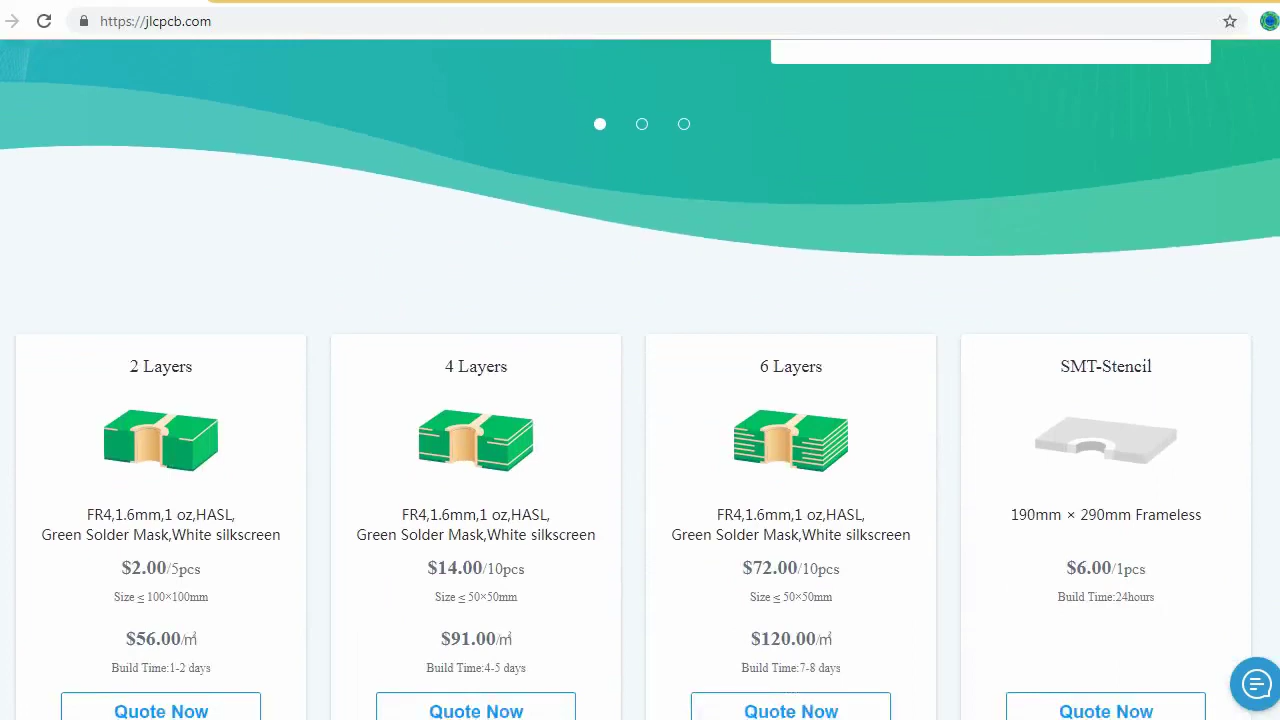 https://jlcpcb.com
2 Layers
FR4,1.6mm,1 oz,HASL,
Green Solder Mask,White silkscreen
$2.00/5pcs
Size ≤ 100×100mm
$56.00/㎡
Build Time:1-2 days
Quote Now
4 Layers
FR4,1.6mm,1 oz,HASL,
Green Solder Mask,White silkscreen
$14.00/10pcs
Size ≤ 50×50mm
$91.00/㎡
Build Time:4-5 days
Quote Now
6 Layers
FR4,1.6mm,1 oz,HASL,
Green Solder Mask,White silkscreen
$72.00/10pcs
Size ≤ 50×50mm
$120.00/㎡
Build Time:7-8 days
Quote Now
SMT-Stencil
190mm × 290mm Frameless
$6.00/1pcs
Build Time:24hours
Quote Now